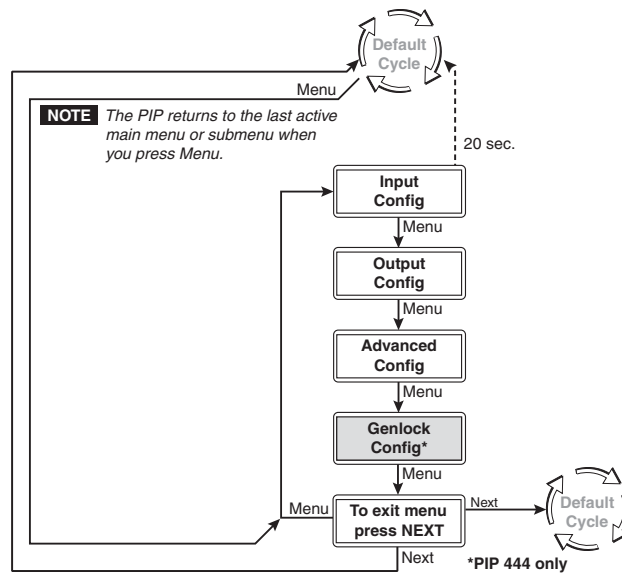 Default
Cycle
Menu
NOTE The PIP returns to the last active
main menu or submenu when
you press Menu.
20 sec.
Input
Config
Menu
Output
Config
Menu
Advanced
Config
Menu
Genlock
Config*
Menu
Menu
To exit menu
press NEXT
Next
Default
Cycle
Next
*PIP 444 only